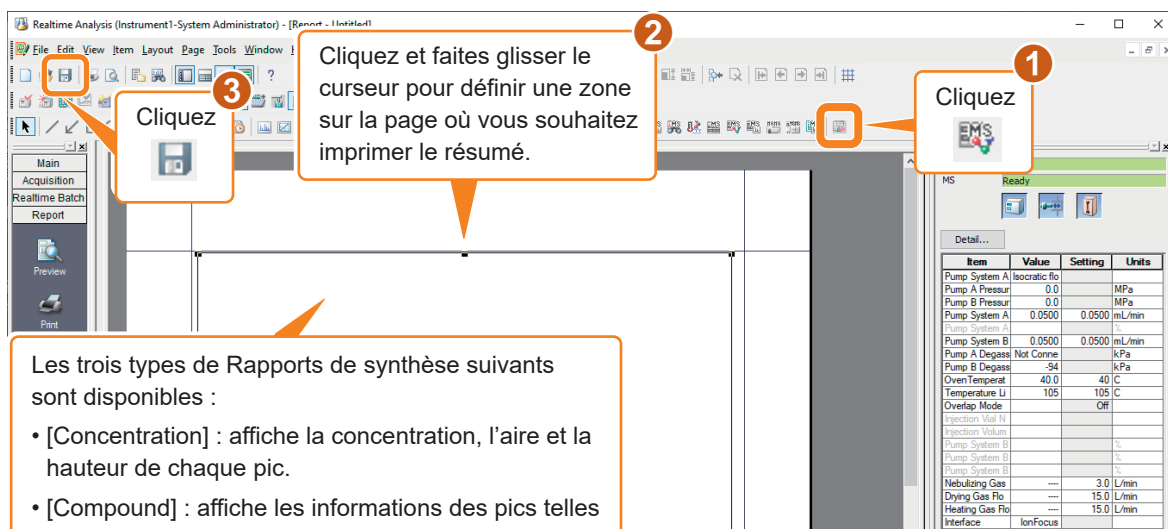 Realtime Analysis (Instrument1-System Administrator) - [Report - Untitled]
File Edit View Item Layout Page Tools Window
2
Cliquez et faites glisser le
curseur pour définir une zone
sur la page où vous souhaitez
imprimer le résumé.
1
Cliquez
EMS
3
Cliquez
Main
Acquisition
Realtime Batch
Report
Preview
Print
MS Ready
Detail...
Item Value Setting Units
Pump System A Isocratic flo
Pump A Pressur 0.0 MPa
Pump B Pressur 0.0 MPa
Pump System A 0.0500 0.0500 mL/min
Pump System A %
Pump System B 0.0500 0.0500 mL/min
Pump A Degass Not Conne kPa
Pump B Degass -94 kPa
Oven Temperat 40.0 40 C
Temperature Li 105 105 C
Overlap Mode Off
Injection Vial N
Injection Volum
Pump System B %
Pump System B %
Pump System B %
Nebulizing Gas ---- 3.0 L/min
Drying Gas Flo ---- 15.0 L/min
Heating Gas Flo ---- 15.0 L/min
Interface IonFocus
Les trois types de Rapports de synthèse suivants
sont disponibles :
• [Concentration] : affiche la concentration, l’aire et la
hauteur de chaque pic.
• [Compound] : affiche les informations des pics telles